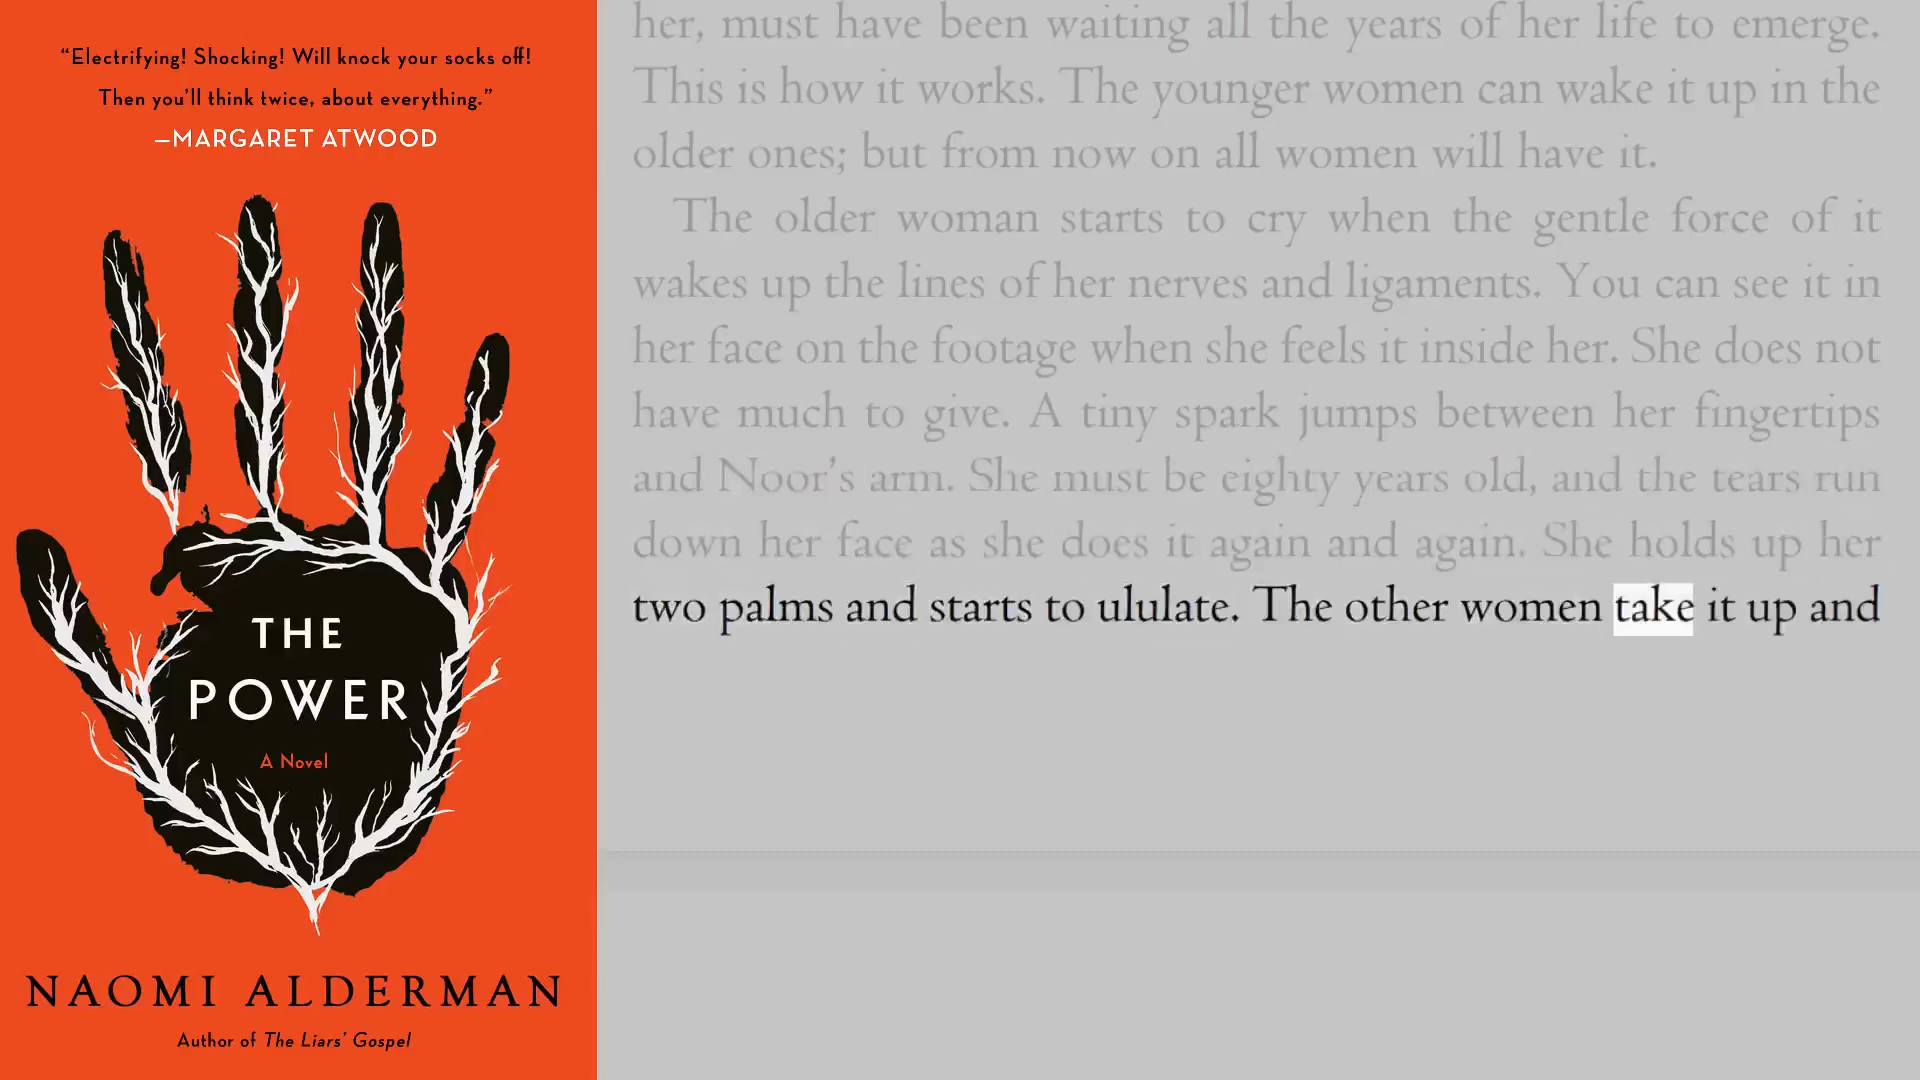 “Electrifying! Shocking! Will knock your socks off!
Then you’ll think twice, about everything.”
—MARGARET ATWOOD
THE
POWER
A Novel
NAOMI ALDERMAN
Author of The Liars’ Gospel
her, must have been waiting all the years of her life to emerge.
This is how it works. The younger women can wake it up in the
older ones; but from now on all women will have it.
The older woman starts to cry when the gentle force of it
wakes up the lines of her nerves and ligaments. You can see it in
her face on the footage when she feels it inside her. She does not
have much to give. A tiny spark jumps between her fingertips
and Noor’s arm. She must be eighty years old, and the tears run
down her face as she does it again and again. She holds up her
two palms and starts to ululate. The other women take it up and